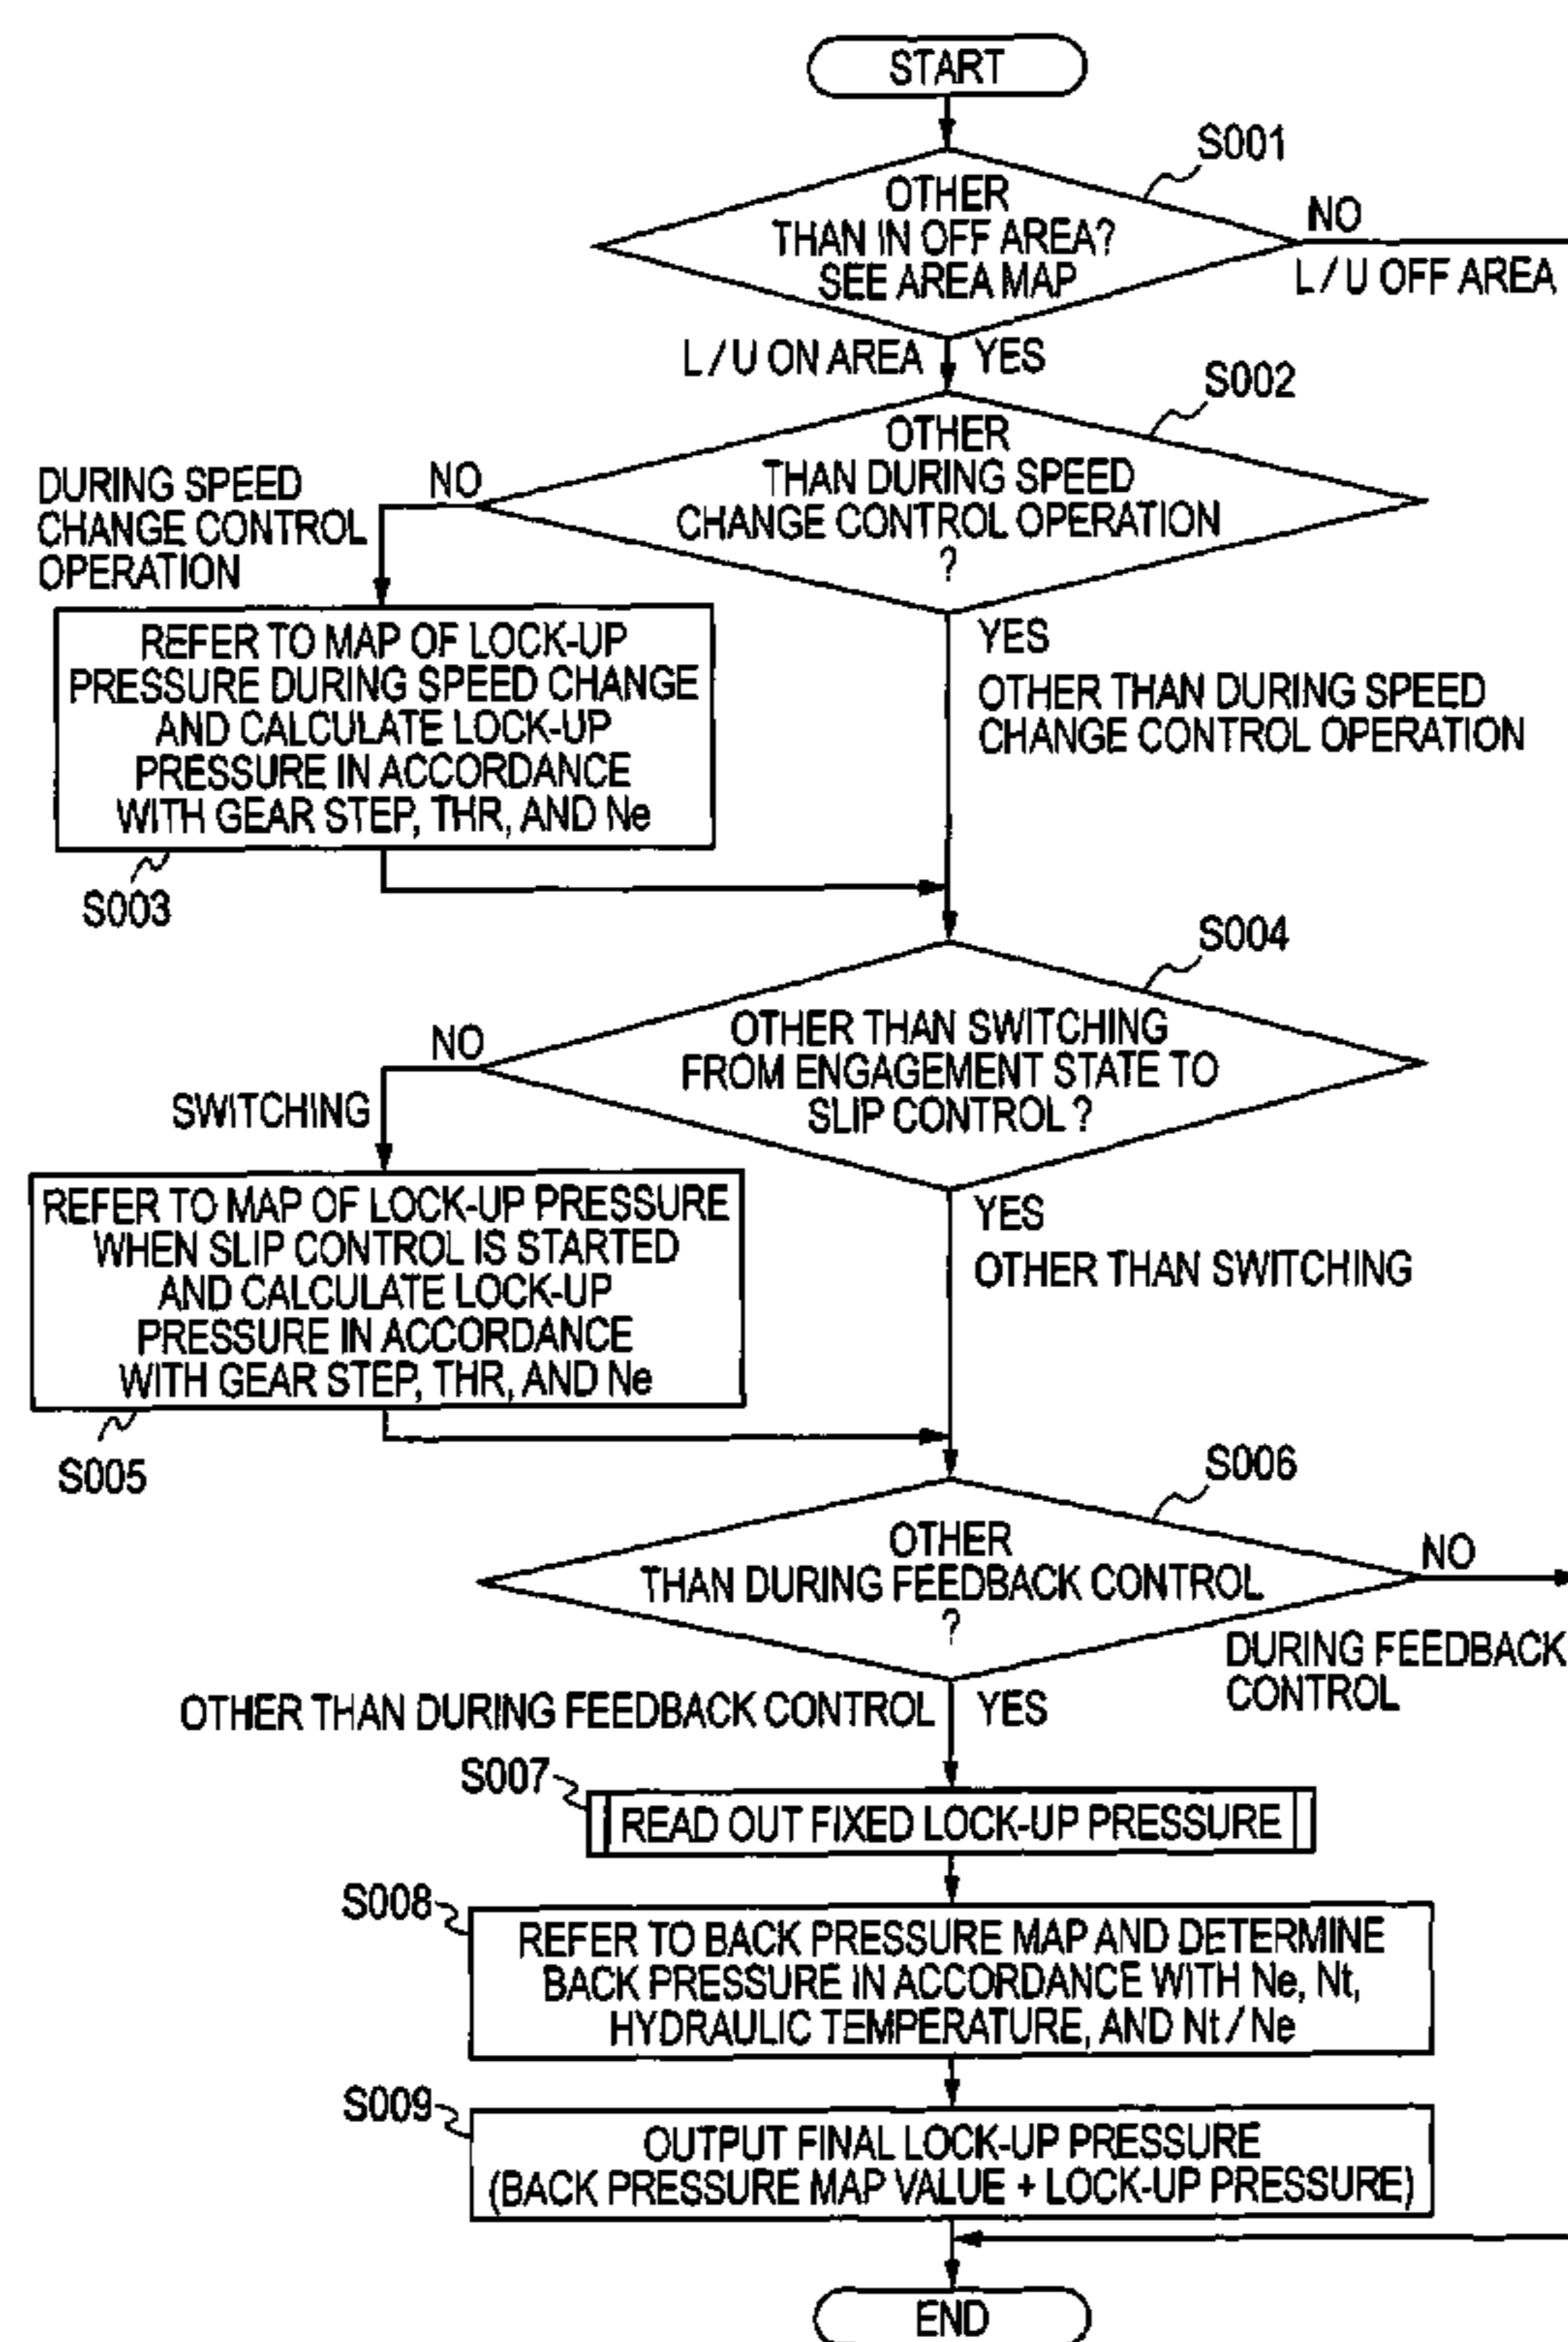 START
S001
OTHER
THAN IN OFF AREA?
SEE AREA MAP
NO
L / U OFF AREA
L / U ON AREA
YES
S002
OTHER
THAN DURING SPEED
CHANGE CONTROL OPERATION
?
NO
DURING SPEED
CHANGE CONTROL
OPERATION
REFER TO MAP OF LOCK-UP
PRESSURE DURING SPEED CHANGE
AND CALCULATE LOCK-UP
PRESSURE IN ACCORDANCE
WITH GEAR STEP, THR, AND Ne
S003
YES
OTHER THAN DURING SPEED
CHANGE CONTROL OPERATION
S004
OTHER THAN SWITCHING
FROM ENGAGEMENT STATE TO
SLIP CONTROL ?
NO
SWITCHING
REFER TO MAP OF LOCK-UP PRESSURE
WHEN SLIP CONTROL IS STARTED
AND CALCULATE LOCK-UP
PRESSURE IN ACCORDANCE
WITH GEAR STEP, THR, AND Ne
S005
YES
OTHER THAN SWITCHING
S006
OTHER
THAN DURING FEEDBACK CONTROL
?
NO
DURING FEEDBACK
CONTROL
OTHER THAN DURING FEEDBACK CONTROL
YES
S007
READ OUT FIXED LOCK-UP PRESSURE
S008
REFER TO BACK PRESSURE MAP AND DETERMINE
BACK PRESSURE IN ACCORDANCE WITH Ne, Nt,
HYDRAULIC TEMPERATURE, AND Nt / Ne
S009
OUTPUT FINAL LOCK-UP PRESSURE
(BACK PRESSURE MAP VALUE + LOCK-UP PRESSURE)
END